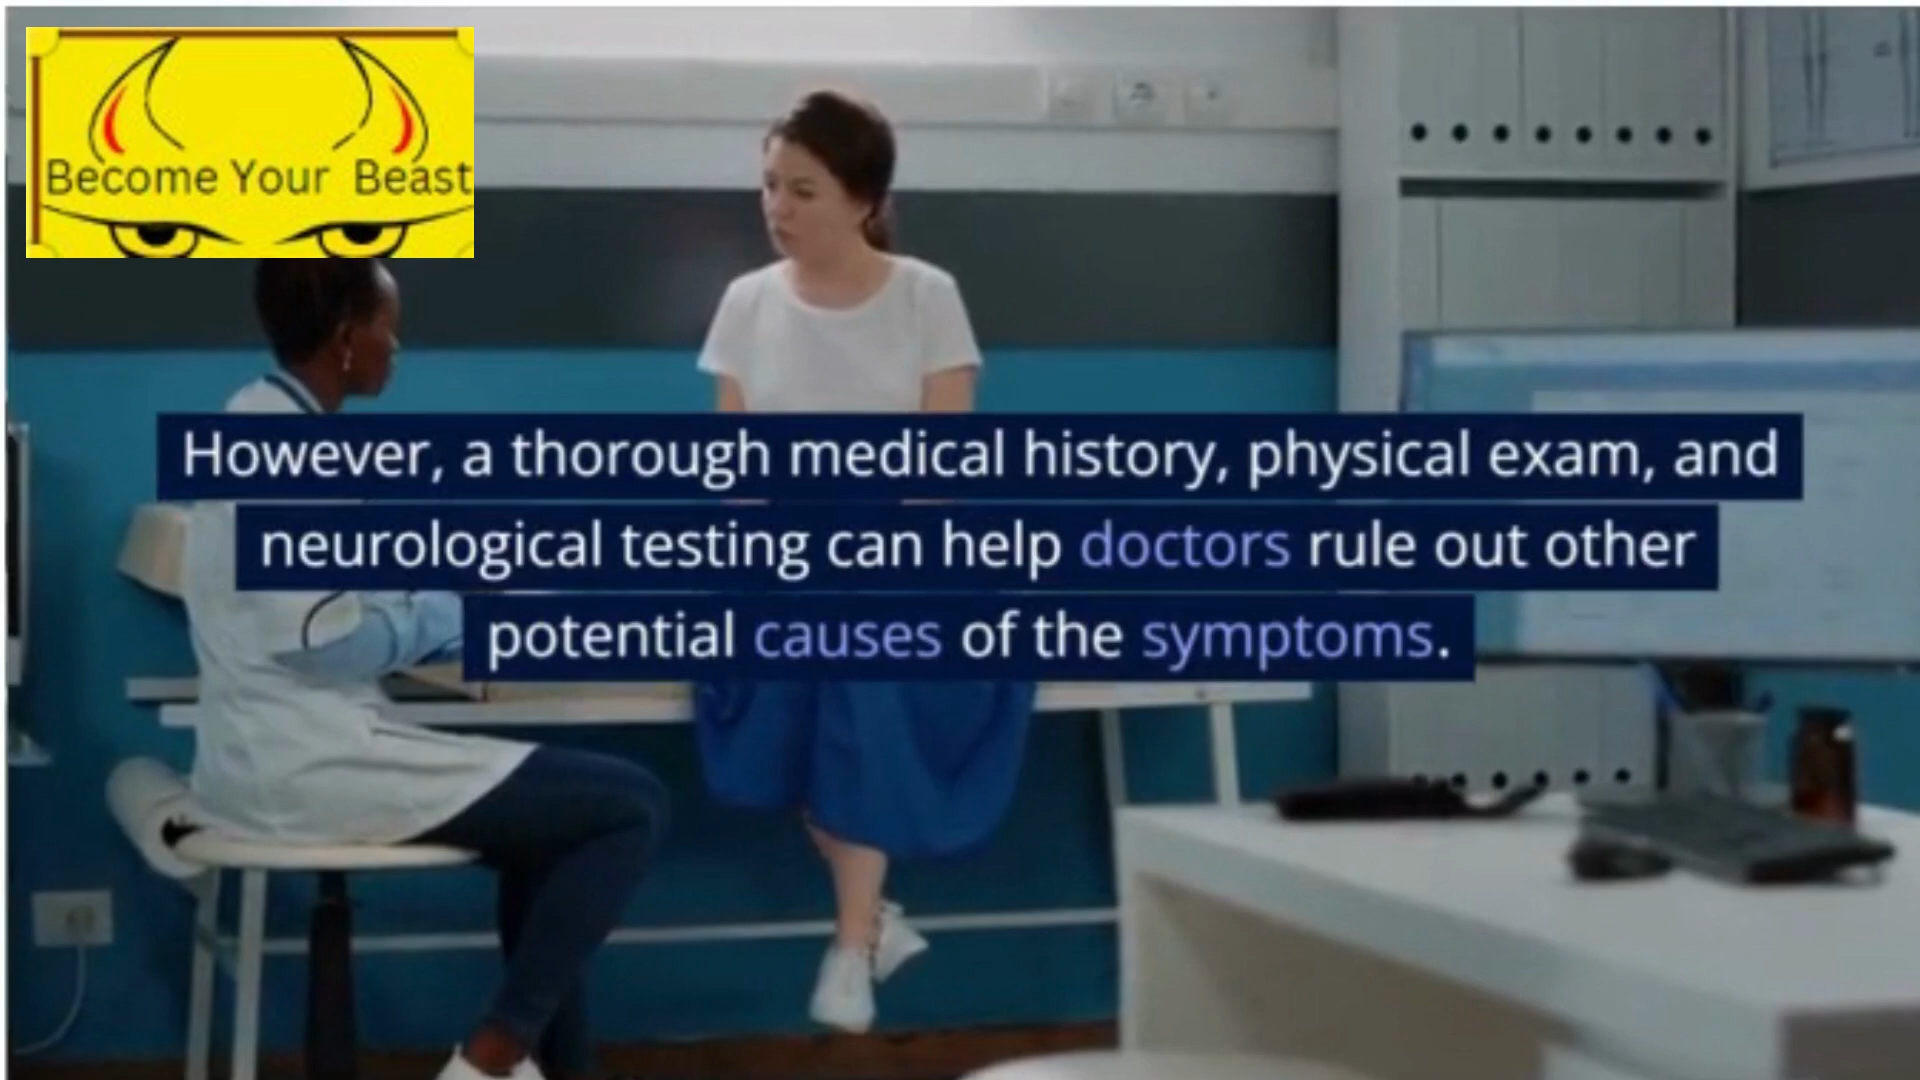 Become Your Beast
However, a thorough medical history, physical exam, and
neurological testing can help doctors rule out other
potential causes of the symptoms.